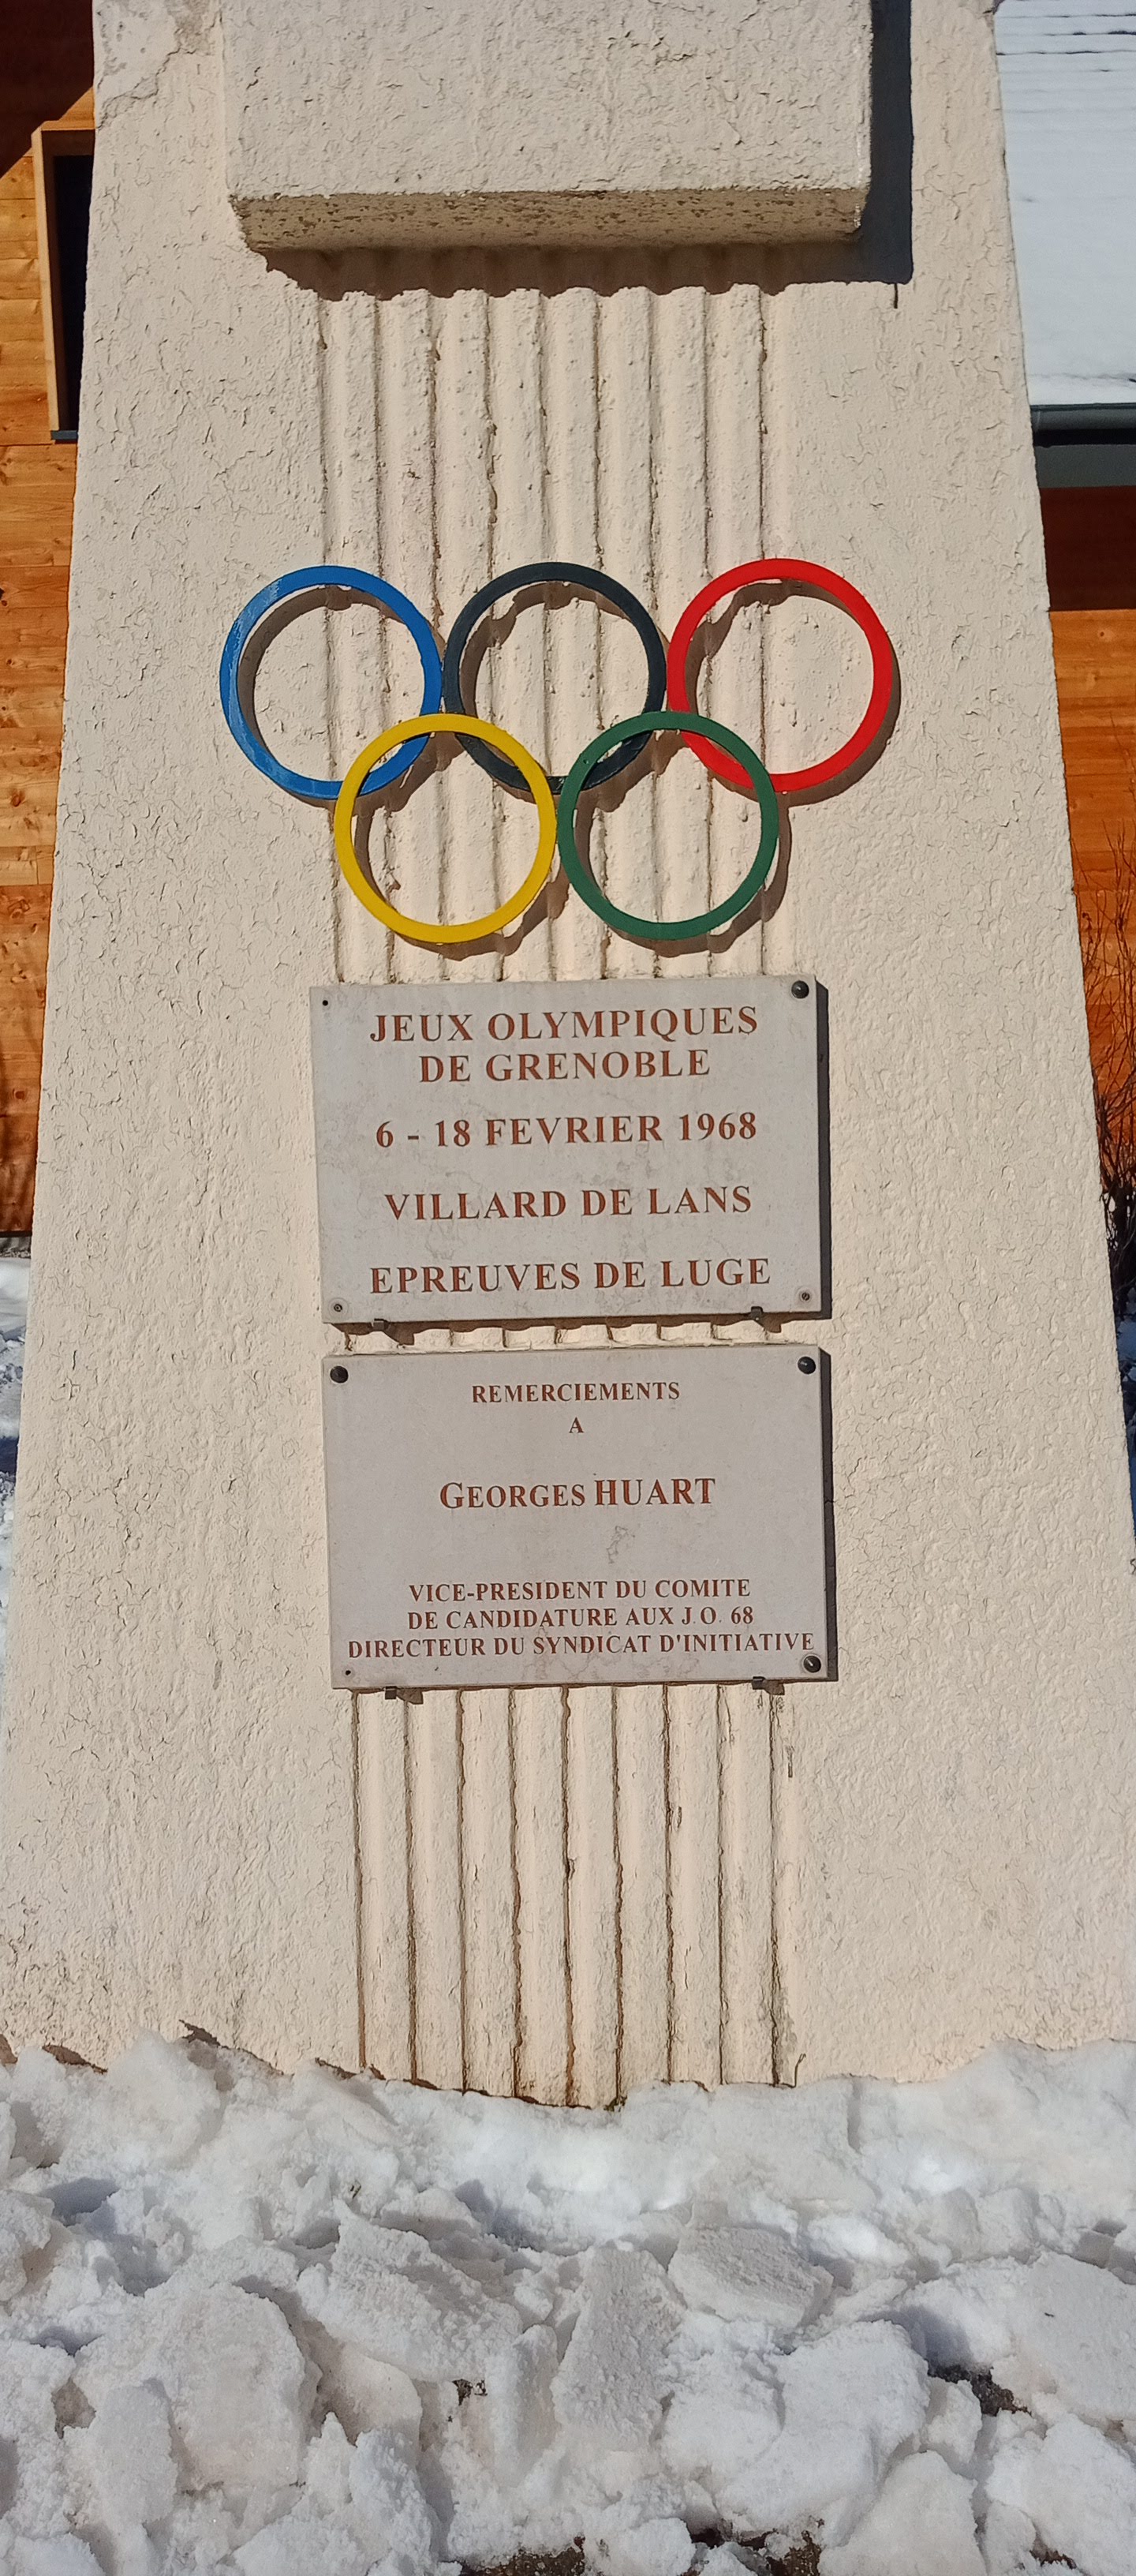 JEUX OLYMPIQUES
DE GRENOBLE
6 - 18 FEVRIER 1968
VILLARD DE LANS
EPREUVES DE LUGE
REMERCIEMENTS
A
GEORGES HUART
VICE-PRESIDENT DU COMITE
DE CANDIDATURE AUX J.O. 68
DIRECTEUR DU SYNDICAT D'INITIATIVE